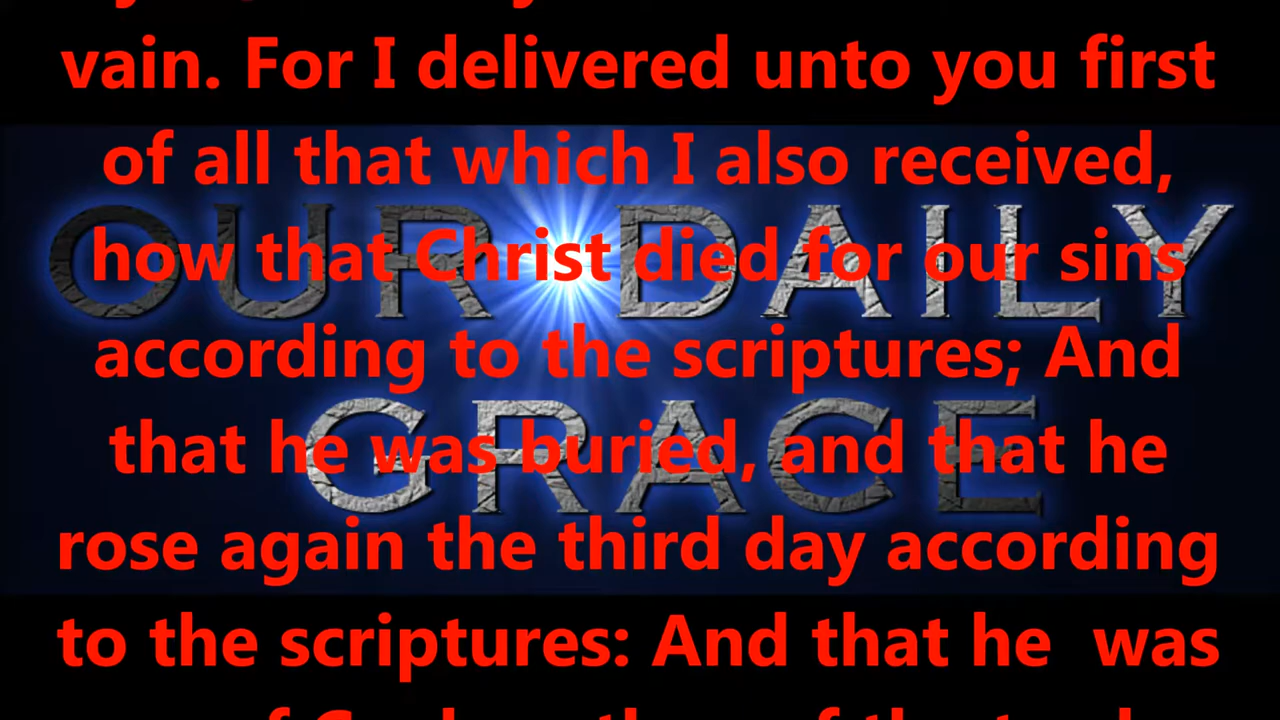 vain. For I delivered unto you first
of all that which I also received,
OUR DAILY
how that Christ died for our sins
according to the scriptures; And
GRACE
that he was buried, and that he
rose again the third day according
to the scriptures: And that he  was